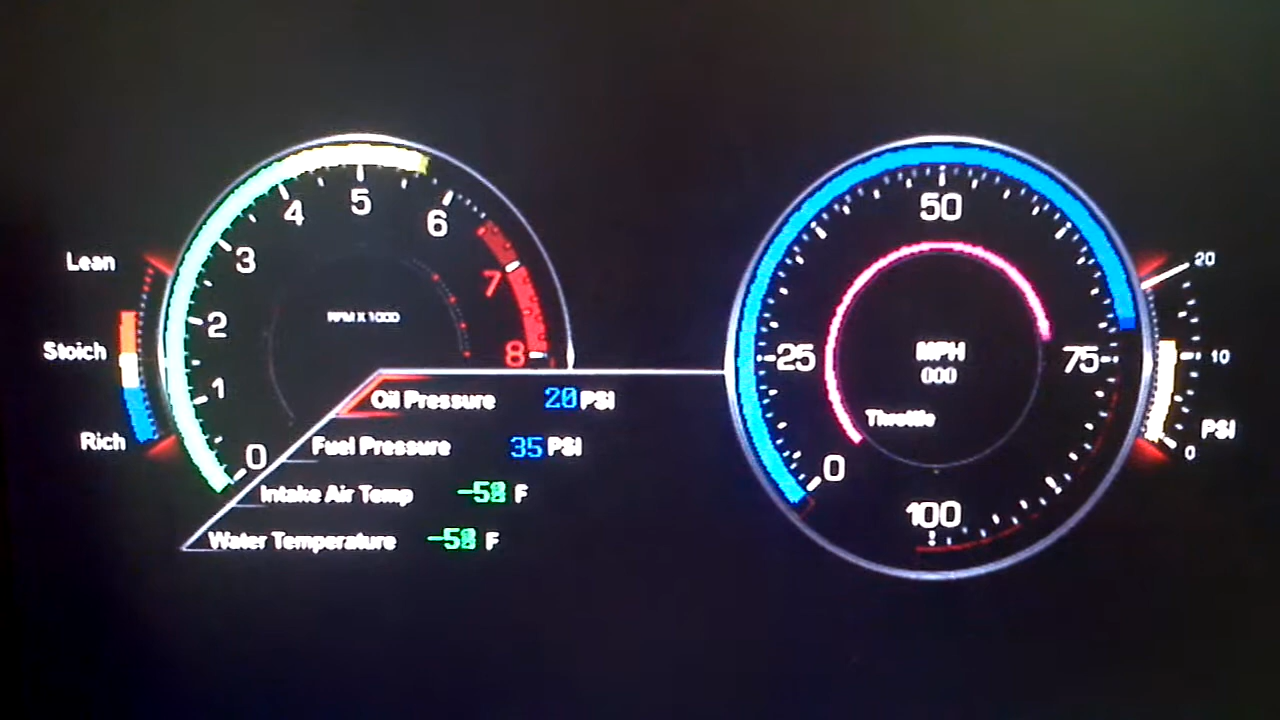 Lean
Stoich
Rich
0
1
2
3
4
5
6
7
8
RPM X 1000
Oil Pressure 20 PSI
Fuel Pressure 35 PSI
Intake Air Temp F
Water Temperature F
0
25
50
75
100
MPH
000
Throttle
20
10
0
PSI